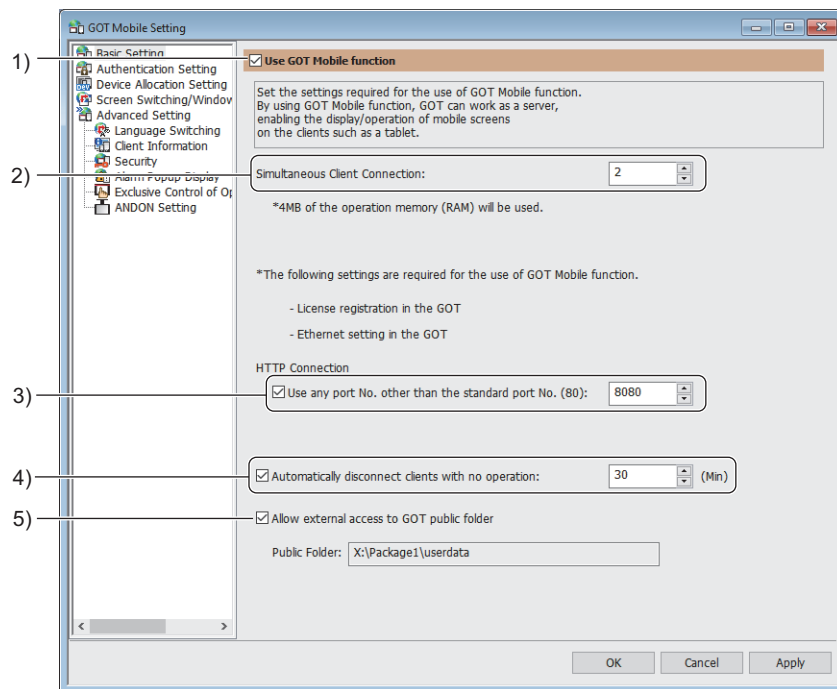 GOT Mobile Setting
1)
2)
3)
4)
5)
Basic Setting
Authentication Setting
Device Allocation Setting
Screen Switching/Window
Advanced Setting
Language Switching
Client Information
Security
Alarm Popup Display
Exclusive Control of Op
ANDON Setting
Use GOT Mobile function
Set the settings required for the use of GOT Mobile function.
By using GOT Mobile function, GOT can work as a server,
enabling the display/operation of mobile screens
on the clients such as a tablet.
Simultaneous Client Connection: 2
*4MB of the operation memory (RAM) will be used.
*The following settings are required for the use of GOT Mobile function.
- License registration in the GOT
- Ethernet setting in the GOT
HTTP Connection
Use any port No. other than the standard port No. (80): 8080
Automatically disconnect clients with no operation: 30 (Min)
Allow external access to GOT public folder
Public Folder: X:\Package1\userdata
OK Cancel Apply